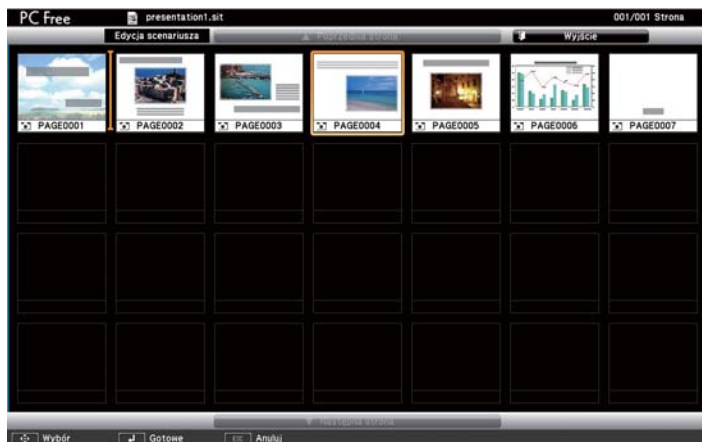 PC Free presentation1.sit 001/001 Strona
Edycja scenariusza Poprzednia strona Wyjście
PAGE0001 PAGE0002 PAGE0003 PAGE0004 PAGE0005 PAGE0006 PAGE0007
Następna strona
Wybór Gotowe ESC Anuluj